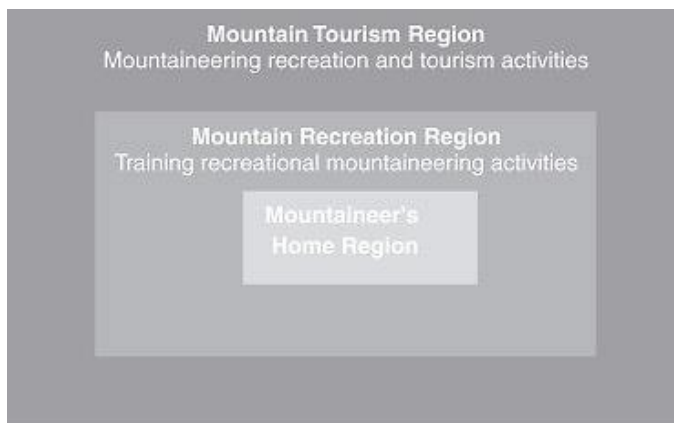 Mountain Tourism Region
Mountaineering recreation and tourism activities
Mountain Recreation Region
Training recreational mountaineering activities
Mountaineer's
Home Region